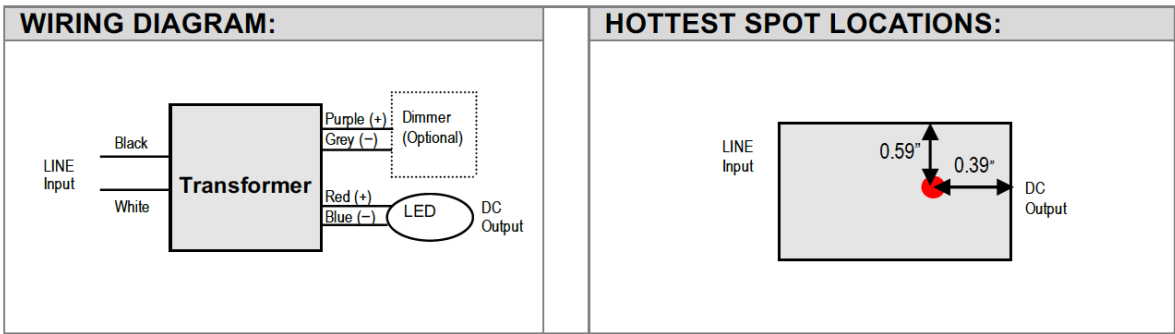 WIRING DIAGRAM:
Black
LINE
Input
White
Transformer
Purple (+)
Grey (−)
Dimmer
(Optional)
Red (+)
Blue (−)
LED
DC
Output
HOTTEST SPOT LOCATIONS:
LINE
Input
0.59”
0.39”
DC
Output